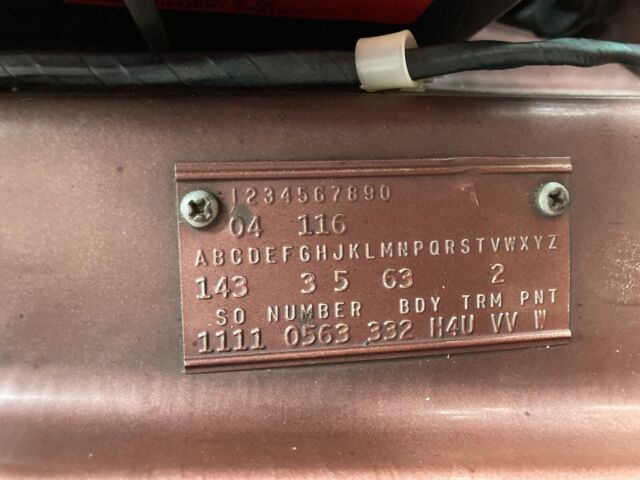 1234567890
04 116
ABCDEFGHJKLMNPQRSTVWXYZ
143 3 5 63 2
SO NUMBER BDY TRM PNT
1111 0563 332 H4U VV W